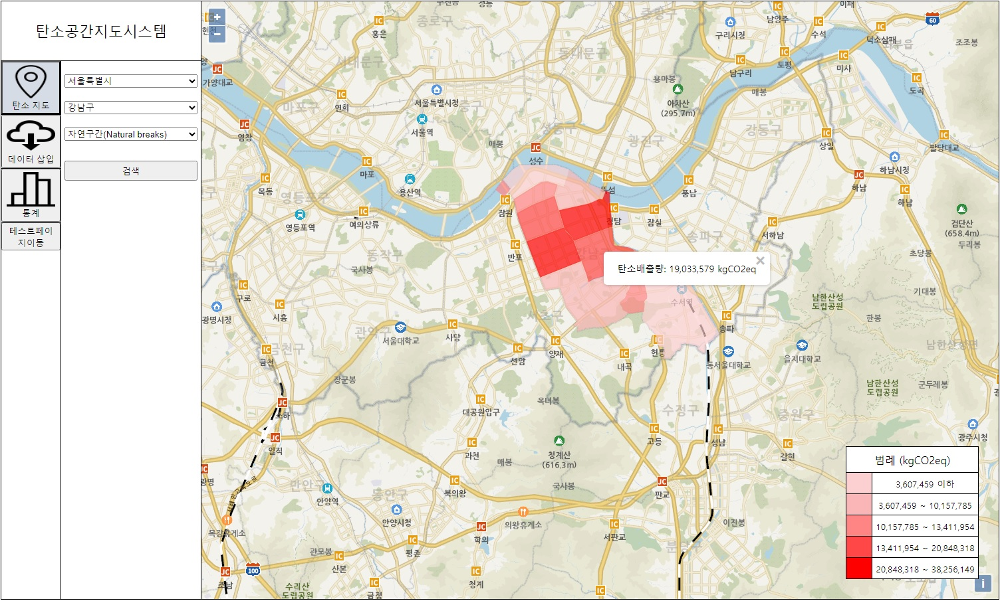 탄소공간지도시스템
탄소 지도
데이터 삽입
통계
테스트페이
지이동
서울특별시
강남구
자연구간(Natural breaks)
검색
+
−
종로구
홍은
서대문구
동대문구
구리시청
남양주
수석
이패
덕소삼패
60
조조봉
가양대교
JC
IC
연희
마포구
서울특별시청
중구
서울역
매봉
성동구
용마봉
아차산
(295.7m)
광진구
남구리
토평
미사
매봉
도곡
강동구
상일
팔당대교
염창
성수
마포
목동
용산역
영등포구
영등포역
여의상류
잠원
뚝섬
청담
잠실
풍납
하남
하남시청
하남
서하남
검단산
(658.4m)
두리봉
초당봉
송파구
반포
동작구
국사봉
강남구
탄소배출량: 19,033,579 kgCO2eq
×
구로
광명시청
시흥
관악구
서울대학교
사당
서초구
수서역
송파
남한산성
도립공원
기대봉
한봉
남한산성면
을지대학교
금천구
금천
선암
양재
내곡
헌릉
동서울대학교
장군봉
옥녀봉
수정구
중원구
남한산성
도립공원
군두레봉
소하
대공원입구
일직
과천
매봉
청계산
(616.3m)
국사봉
고등
성남
갈현
광주시청
광명
만안구
안양역
동안구
북의왕
판교
안양시청
의왕휴게소
목감휴게소
학의
서판교
이진봉
관모봉
평촌
산본
100
조남
수리산
도립공원
금정
청계
범례 (kgCO2eq)
3,607,459 이하
3,607,459 ~ 10,157,785
10,157,785 ~ 13,411,954
13,411,954 ~ 20,848,318
20,848,318 ~ 38,256,149
i